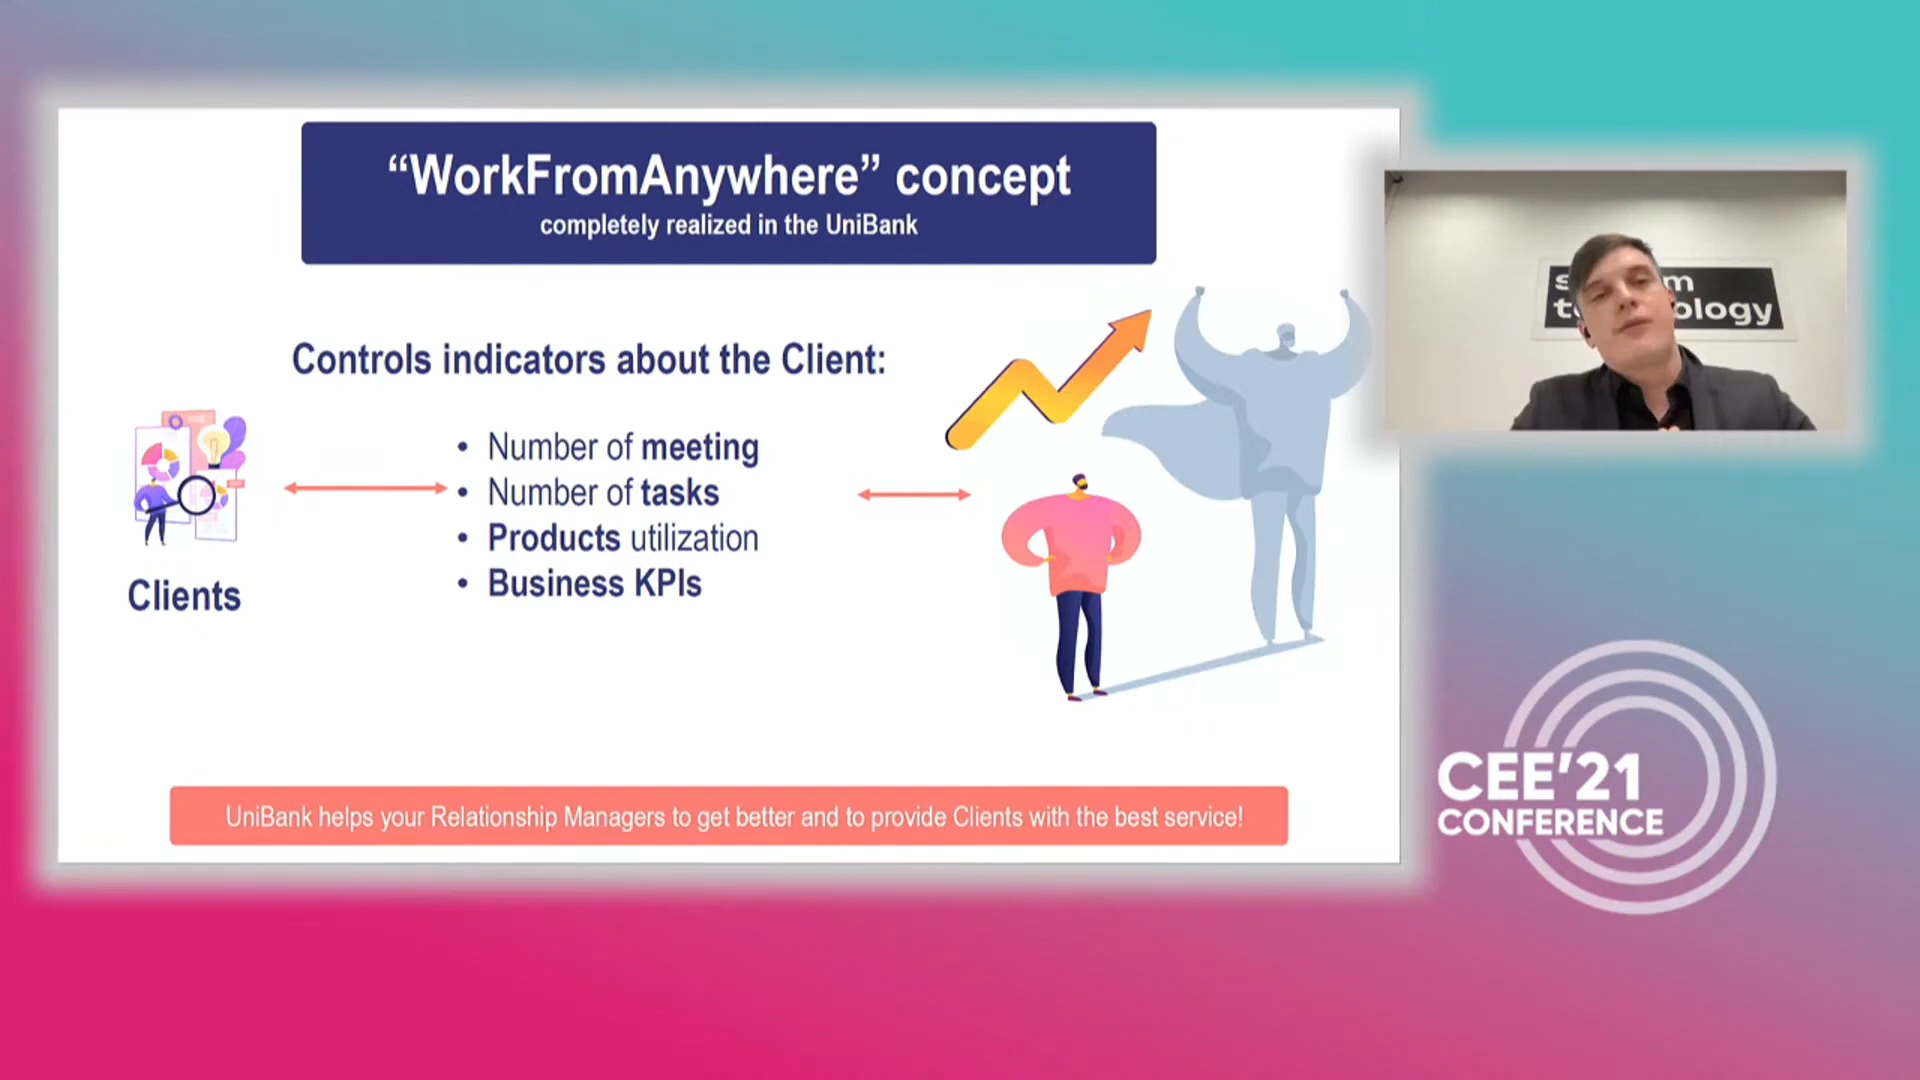 “WorkFromAnywhere” concept
completely realized in the UniBank
Controls indicators about the Client:
• Number of meeting
• Number of tasks
• Products utilization
• Business KPIs
Clients
UniBank helps your Relationship Managers to get better and to provide Clients with the best service!
CEE’21
CONFERENCE